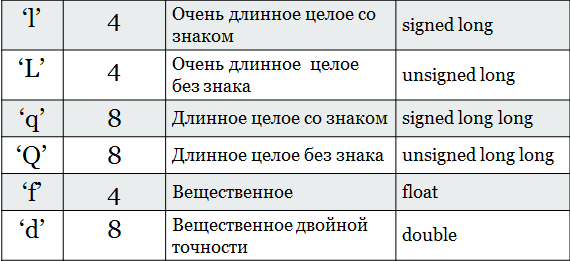 ‘l’ 4 Очень длинное целое со знаком signed long
‘L’ 4 Очень длинное целое без знака unsigned long
‘q’ 8 Длинное целое со знаком signed long long
‘Q’ 8 Длинное целое без знака unsigned long long
‘f’ 4 Вещественное float
‘d’ 8 Вещественное двойной точности double